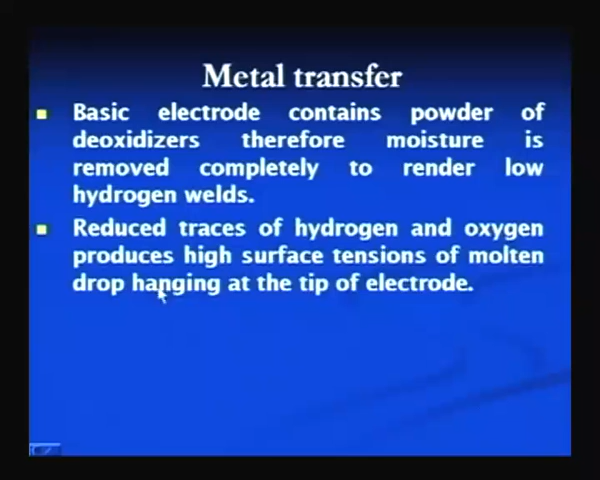 Metal transfer
Basic electrode contains powder of
deoxidizers therefore moisture is
removed completely to render low
hydrogen welds.
Reduced traces of hydrogen and oxygen
produces high surface tensions of molten
drop hanging at the tip of electrode.